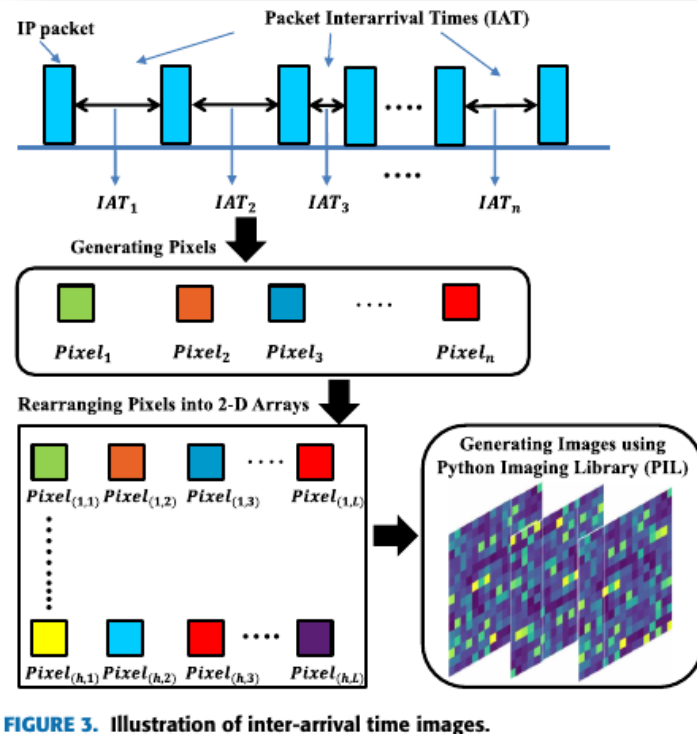 IP packet
Packet Interarrival Times (IAT)
....
....
IAT₁ IAT₂ IAT₃ IATₙ
Generating Pixels
....
Pixel₁ Pixel₂ Pixel₃ Pixelₙ
Rearranging Pixels into 2-D Arrays
....
Pixel₍₁,₁₎ Pixel₍₁,₂₎ Pixel₍₁,₃₎ Pixel₍₁,L₎
....
Pixel₍ₕ,₁₎ Pixel₍ₕ,₂₎ Pixel₍ₕ,₃₎ Pixel₍ₕ,L₎
Generating Images using
Python Imaging Library (PIL)
FIGURE 3. Illustration of inter-arrival time images.